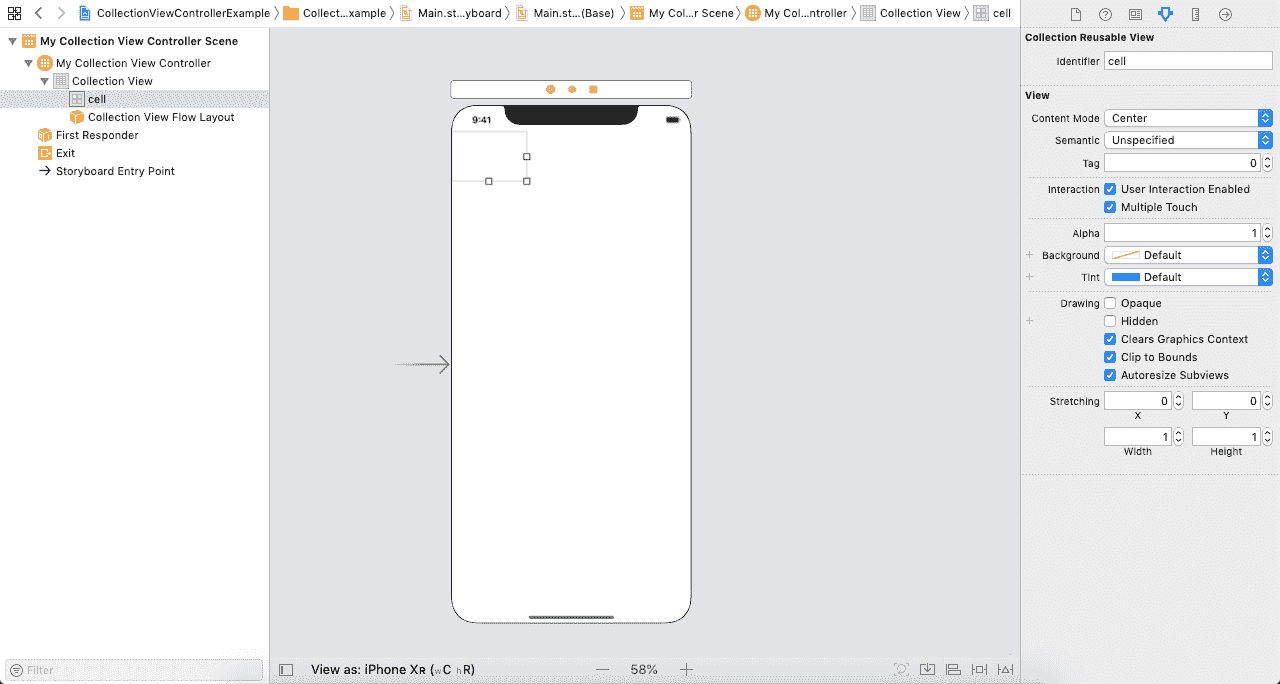 CollectionViewControllerExample
Collect...xample
Main.st...yboard
Main.st...(Base)
My Col...r Scene
My Col...ntroller
Collection View
cell
My Collection View Controller Scene
My Collection View Controller
Collection View
cell
Collection View Flow Layout
First Responder
Exit
Storyboard Entry Point
Filter
9:41
View as: iPhone XR (wC hR)
58%
Collection Reusable View
Identifier cell
View
Content Mode Center
Semantic Unspecified
Tag 0
Interaction User Interaction Enabled
Multiple Touch
Alpha 1
Background Default
Tint Default
Drawing Opaque
Hidden
Clears Graphics Context
Clip to Bounds
Autoresize Subviews
Stretching 0 0
X Y
1 1
Width Height